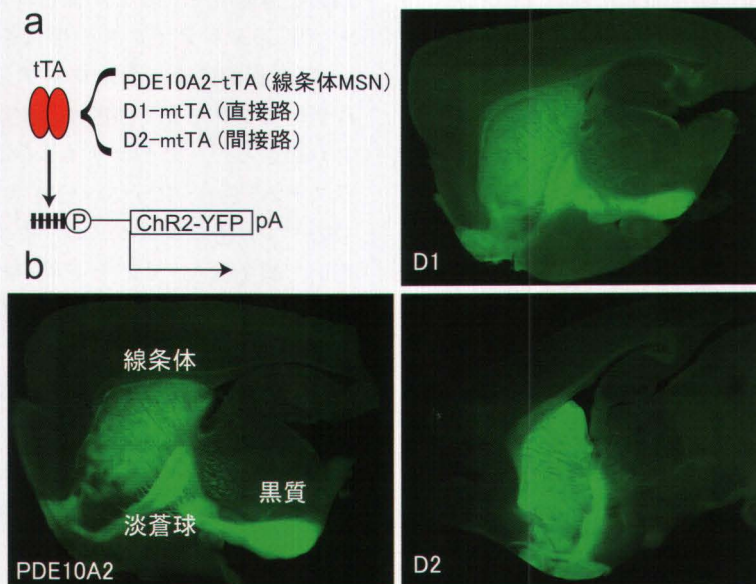 a
tTA
PDE10A2-tTA (線条体MSN)
D1-mtTA (直接路)
D2-mtTA (間接路)
P
ChR2-YFP
pA
D1
b
線条体
黒質
淡蒼球
PDE10A2
D2